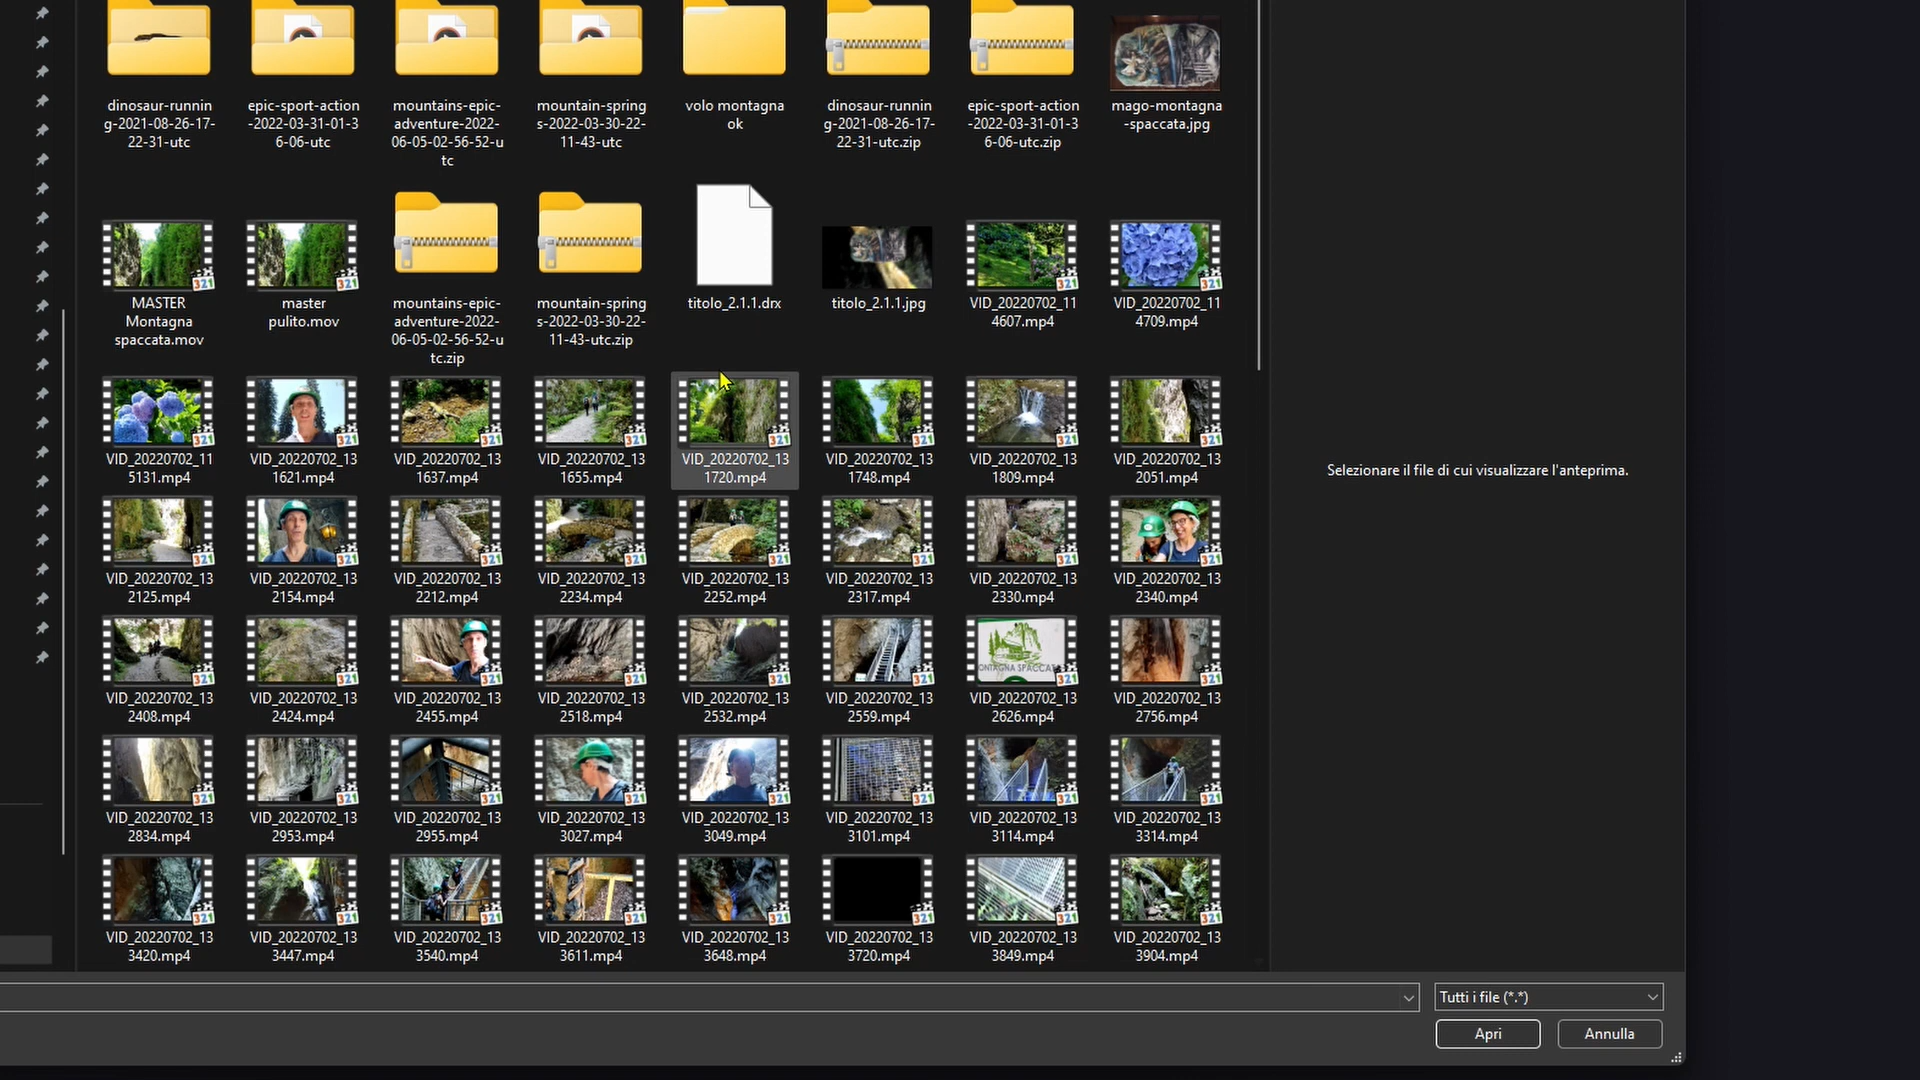 dinosaur-runnin
g-2021-08-26-17-
22-31-utc
epic-sport-action
-2022-03-31-01-3
6-06-utc
mountains-epic-
adventure-2022-
06-05-02-56-52-u
tc
mountain-spring
s-2022-03-30-22-
11-43-utc
volo montagna
ok
dinosaur-runnin
g-2021-08-26-17-
22-31-utc.zip
epic-sport-action
-2022-03-31-01-3
6-06-utc.zip
mago-montagna
-spaccata.jpg
MASTER
Montagna
spaccata.mov
master
pulito.mov
mountains-epic-
adventure-2022-
06-05-02-56-52-u
tc.zip
mountain-spring
s-2022-03-30-22-
11-43-utc.zip
titolo_2.1.1.drx
titolo_2.1.1.jpg
VID_20220702_11
4607.mp4
VID_20220702_11
4709.mp4
VID_20220702_11
5131.mp4
VID_20220702_13
1621.mp4
VID_20220702_13
1637.mp4
VID_20220702_13
1655.mp4
VID_20220702_13
1720.mp4
VID_20220702_13
1748.mp4
VID_20220702_13
1809.mp4
VID_20220702_13
2051.mp4
VID_20220702_13
2125.mp4
VID_20220702_13
2154.mp4
VID_20220702_13
2212.mp4
VID_20220702_13
2234.mp4
VID_20220702_13
2252.mp4
VID_20220702_13
2317.mp4
VID_20220702_13
2330.mp4
VID_20220702_13
2340.mp4
VID_20220702_13
2408.mp4
VID_20220702_13
2424.mp4
VID_20220702_13
2455.mp4
VID_20220702_13
2518.mp4
VID_20220702_13
2532.mp4
VID_20220702_13
2559.mp4
ONTAGNA SPACCAT
VID_20220702_13
2626.mp4
VID_20220702_13
2756.mp4
VID_20220702_13
2834.mp4
VID_20220702_13
2953.mp4
VID_20220702_13
2955.mp4
VID_20220702_13
3027.mp4
VID_20220702_13
3049.mp4
VID_20220702_13
3101.mp4
VID_20220702_13
3114.mp4
VID_20220702_13
3314.mp4
VID_20220702_13
3420.mp4
VID_20220702_13
3447.mp4
VID_20220702_13
3540.mp4
VID_20220702_13
3611.mp4
VID_20220702_13
3648.mp4
VID_20220702_13
3720.mp4
VID_20220702_13
3849.mp4
VID_20220702_13
3904.mp4
Selezionare il file di cui visualizzare l'anteprima.
Tutti i file (*.*)
Apri
Annulla